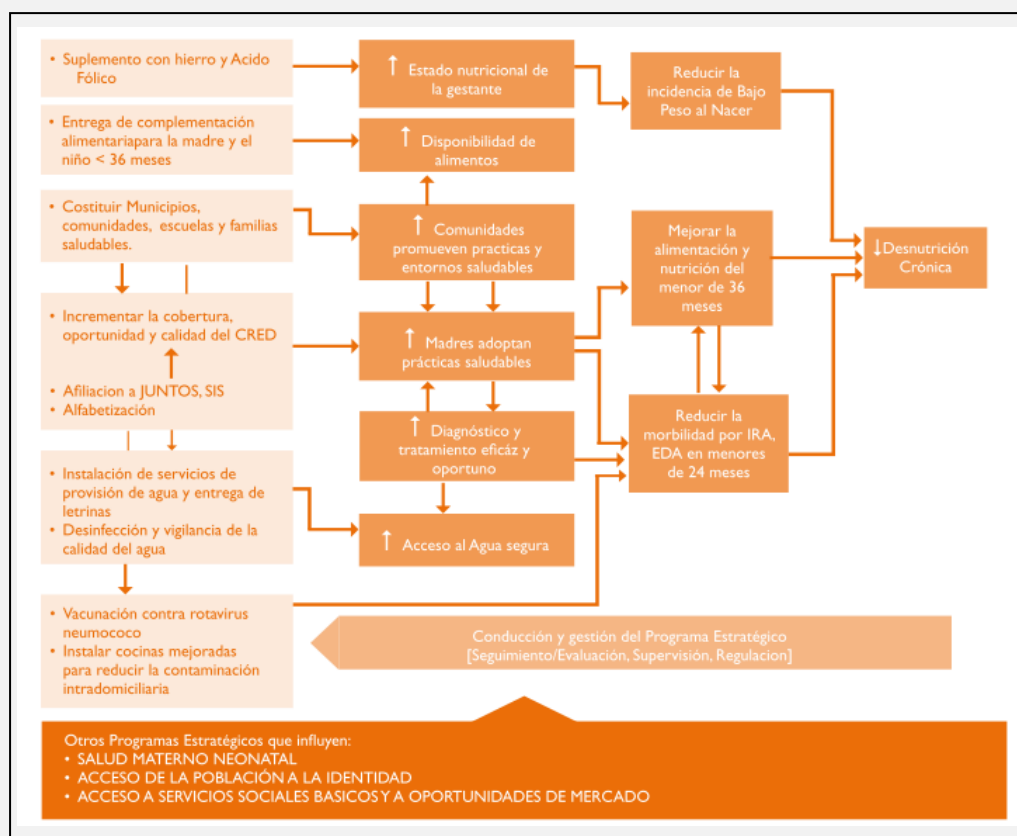 • Suplemento con hierro y Acido
Fólico
• Entrega de complementación
alimentariapara la madre y el
niño < 36 meses
• Costituir Municipios,
comunidades, escuelas y familias
saludables.
• Incrementar la cobertura,
oportunidad y calidad del CRED
• Afiliacion a JUNTOS, SIS
• Alfabetización
• Instalación de servicios de
provisión de agua y entrega de
letrinas
• Desinfección y vigilancia de la
calidad del agua
• Vacunación contra rotavirus
neumococo
• Instalar cocinas mejoradas
para reducir la contaminación
intradomiciliaria
↑ Estado nutricional de
la gestante
↑ Disponibilidad de
alimentos
↑ Comunidades
promueven practicas y
entornos saludables
↑ Madres adoptan
prácticas saludables
↑ Diagnóstico y
tratamiento eficáz y
oportuno
↑ Acceso al Agua segura
Reducir la
incidencia de Bajo
Peso al Nacer
Mejorar la
alimentación y
nutrición del
menor de 36
meses
Reducir la
morbilidad por IRA,
EDA en menores
de 24 meses
↓Desnutrición
Crónica
Conducción y gestión del Programa Estratégico
[Seguimiento/Evaluación, Supervisión, Regulacion]
Otros Programas Estratégicos que influyen:
• SALUD MATERNO NEONATAL
• ACCESO DE LA POBLACIÓN A LA IDENTIDAD
• ACCESO A SERVICIOS SOCIALES BASICOS Y A OPORTUNIDADES DE MERCADO